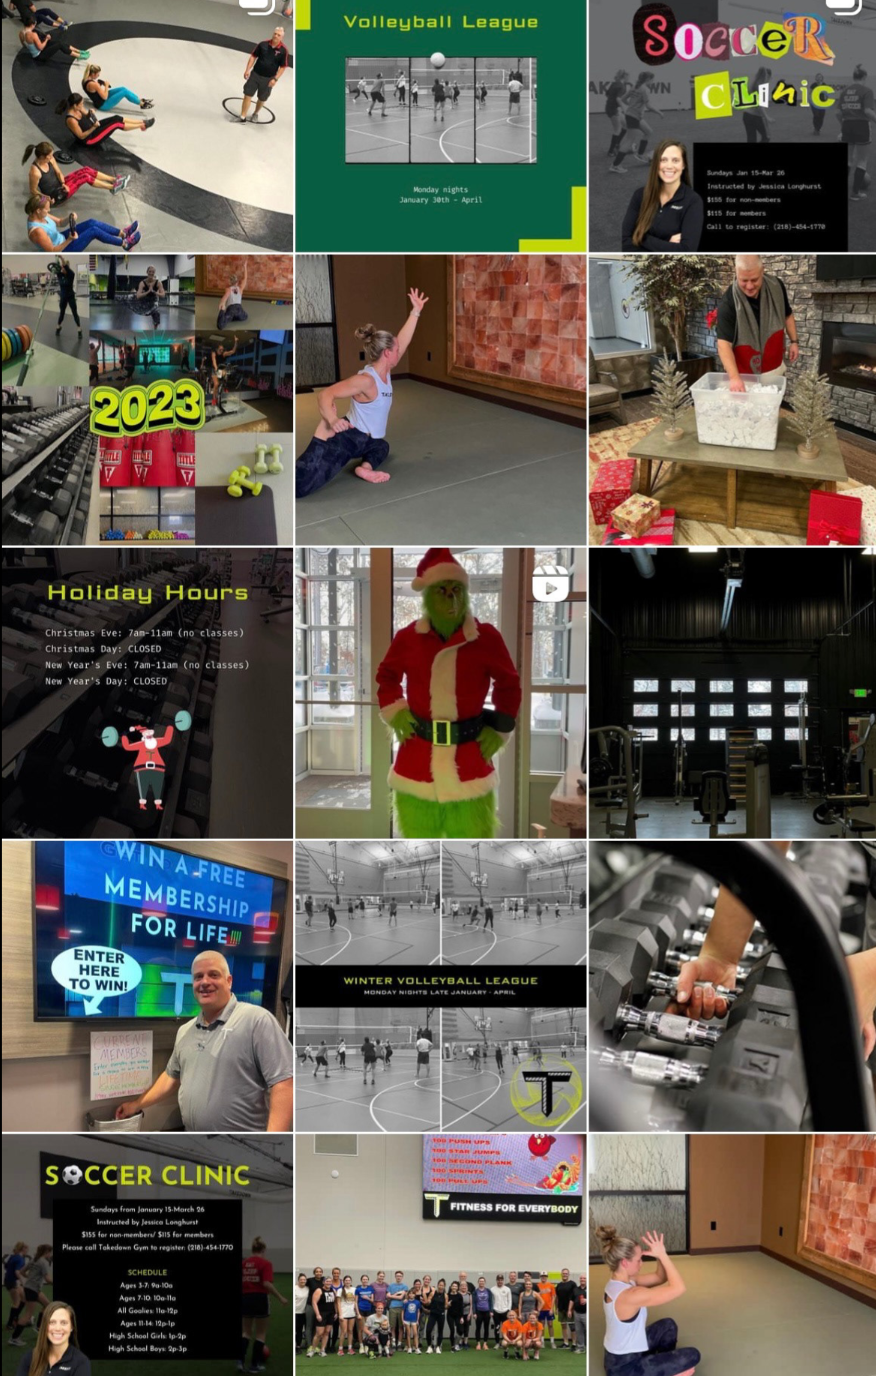 Volleyball League
Monday nights
January 30th - April
SOCCER
CLinic
Sundays Jan 15-Mar 26
Instructed by Jessica Longhurst
$155 for non-members
$115 for members
Call to register: (218)-454-1770
2023
TITLE
TITLE
Holiday Hours
Christmas Eve: 7am-11am (no classes)
Christmas Day: CLOSED
New Year's Eve: 7am-11am (no classes)
New Year's Day: CLOSED
WIN A FREE
MEMBERSHIP
FOR LIFE
ENTER
HERE
TO WIN!
CURRENT
MEMBERS
WINTER VOLLEYBALL LEAGUE
MONDAY NIGHTS LATE JANUARY - APRIL
T
SOCCER CLINIC
Sundays from January 15-March 26
Instructed by Jessica Longhurst
$155 for non-members/ $115 for members
Please call Takedown Gym to register: (218)-454-1770
SCHEDULE
Ages 3-7: 9a-10a
Ages 7-10: 10a-11a
All Goalies: 11a-12p
Ages 11-14: 12p-1p
High School Girls: 1p-2p
High School Boys: 2p-3p
100 PUSH UPS
100 STAR JUMPS
100 SECOND PLANK
100 SPRINTS
100 PULL UPS
T FITNESS FOR EVERYBODY